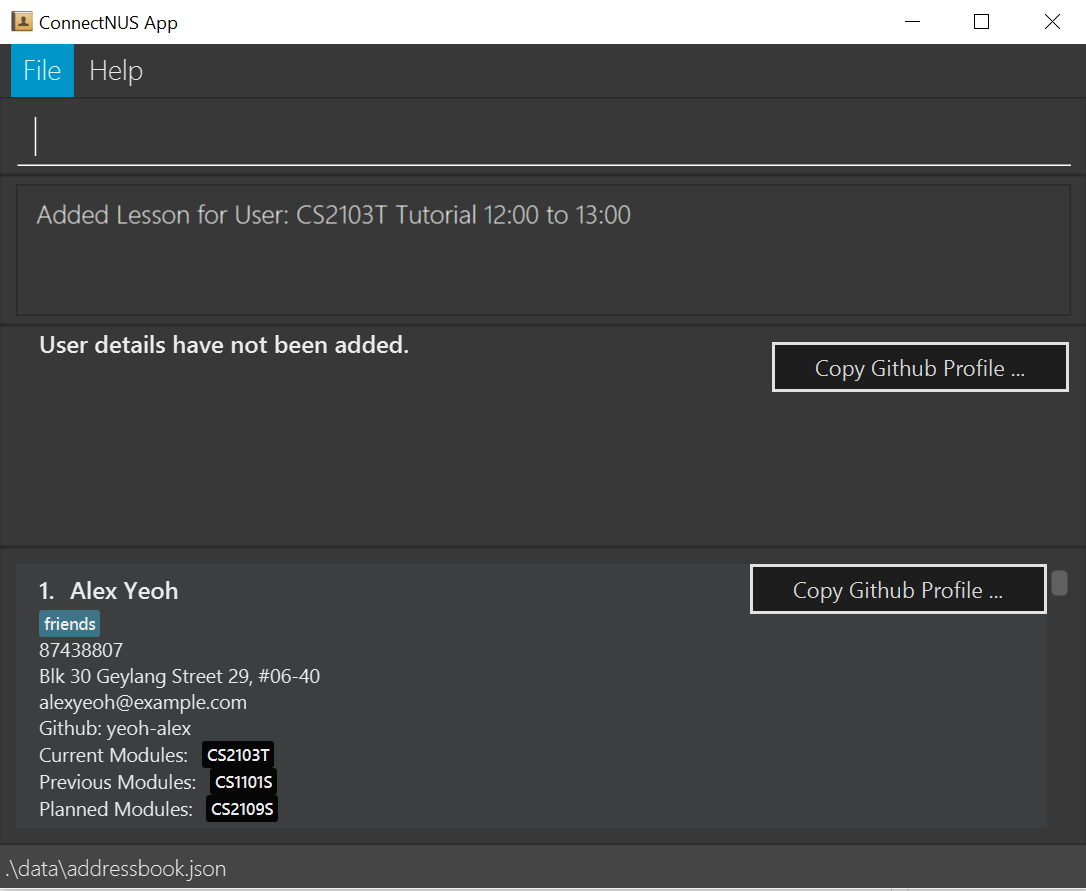 ConnectNUS App
File Help
Added Lesson for User: CS2103T Tutorial 12:00 to 13:00
User details have not been added.
Copy Github Profile ...
1. Alex Yeoh
Copy Github Profile ...
friends
87438807
Blk 30 Geylang Street 29, #06-40
alexyeoh@example.com
Github: yeoh-alex
Current Modules: CS2103T
Previous Modules: CS1101S
Planned Modules: CS2109S
.\data\addressbook.json